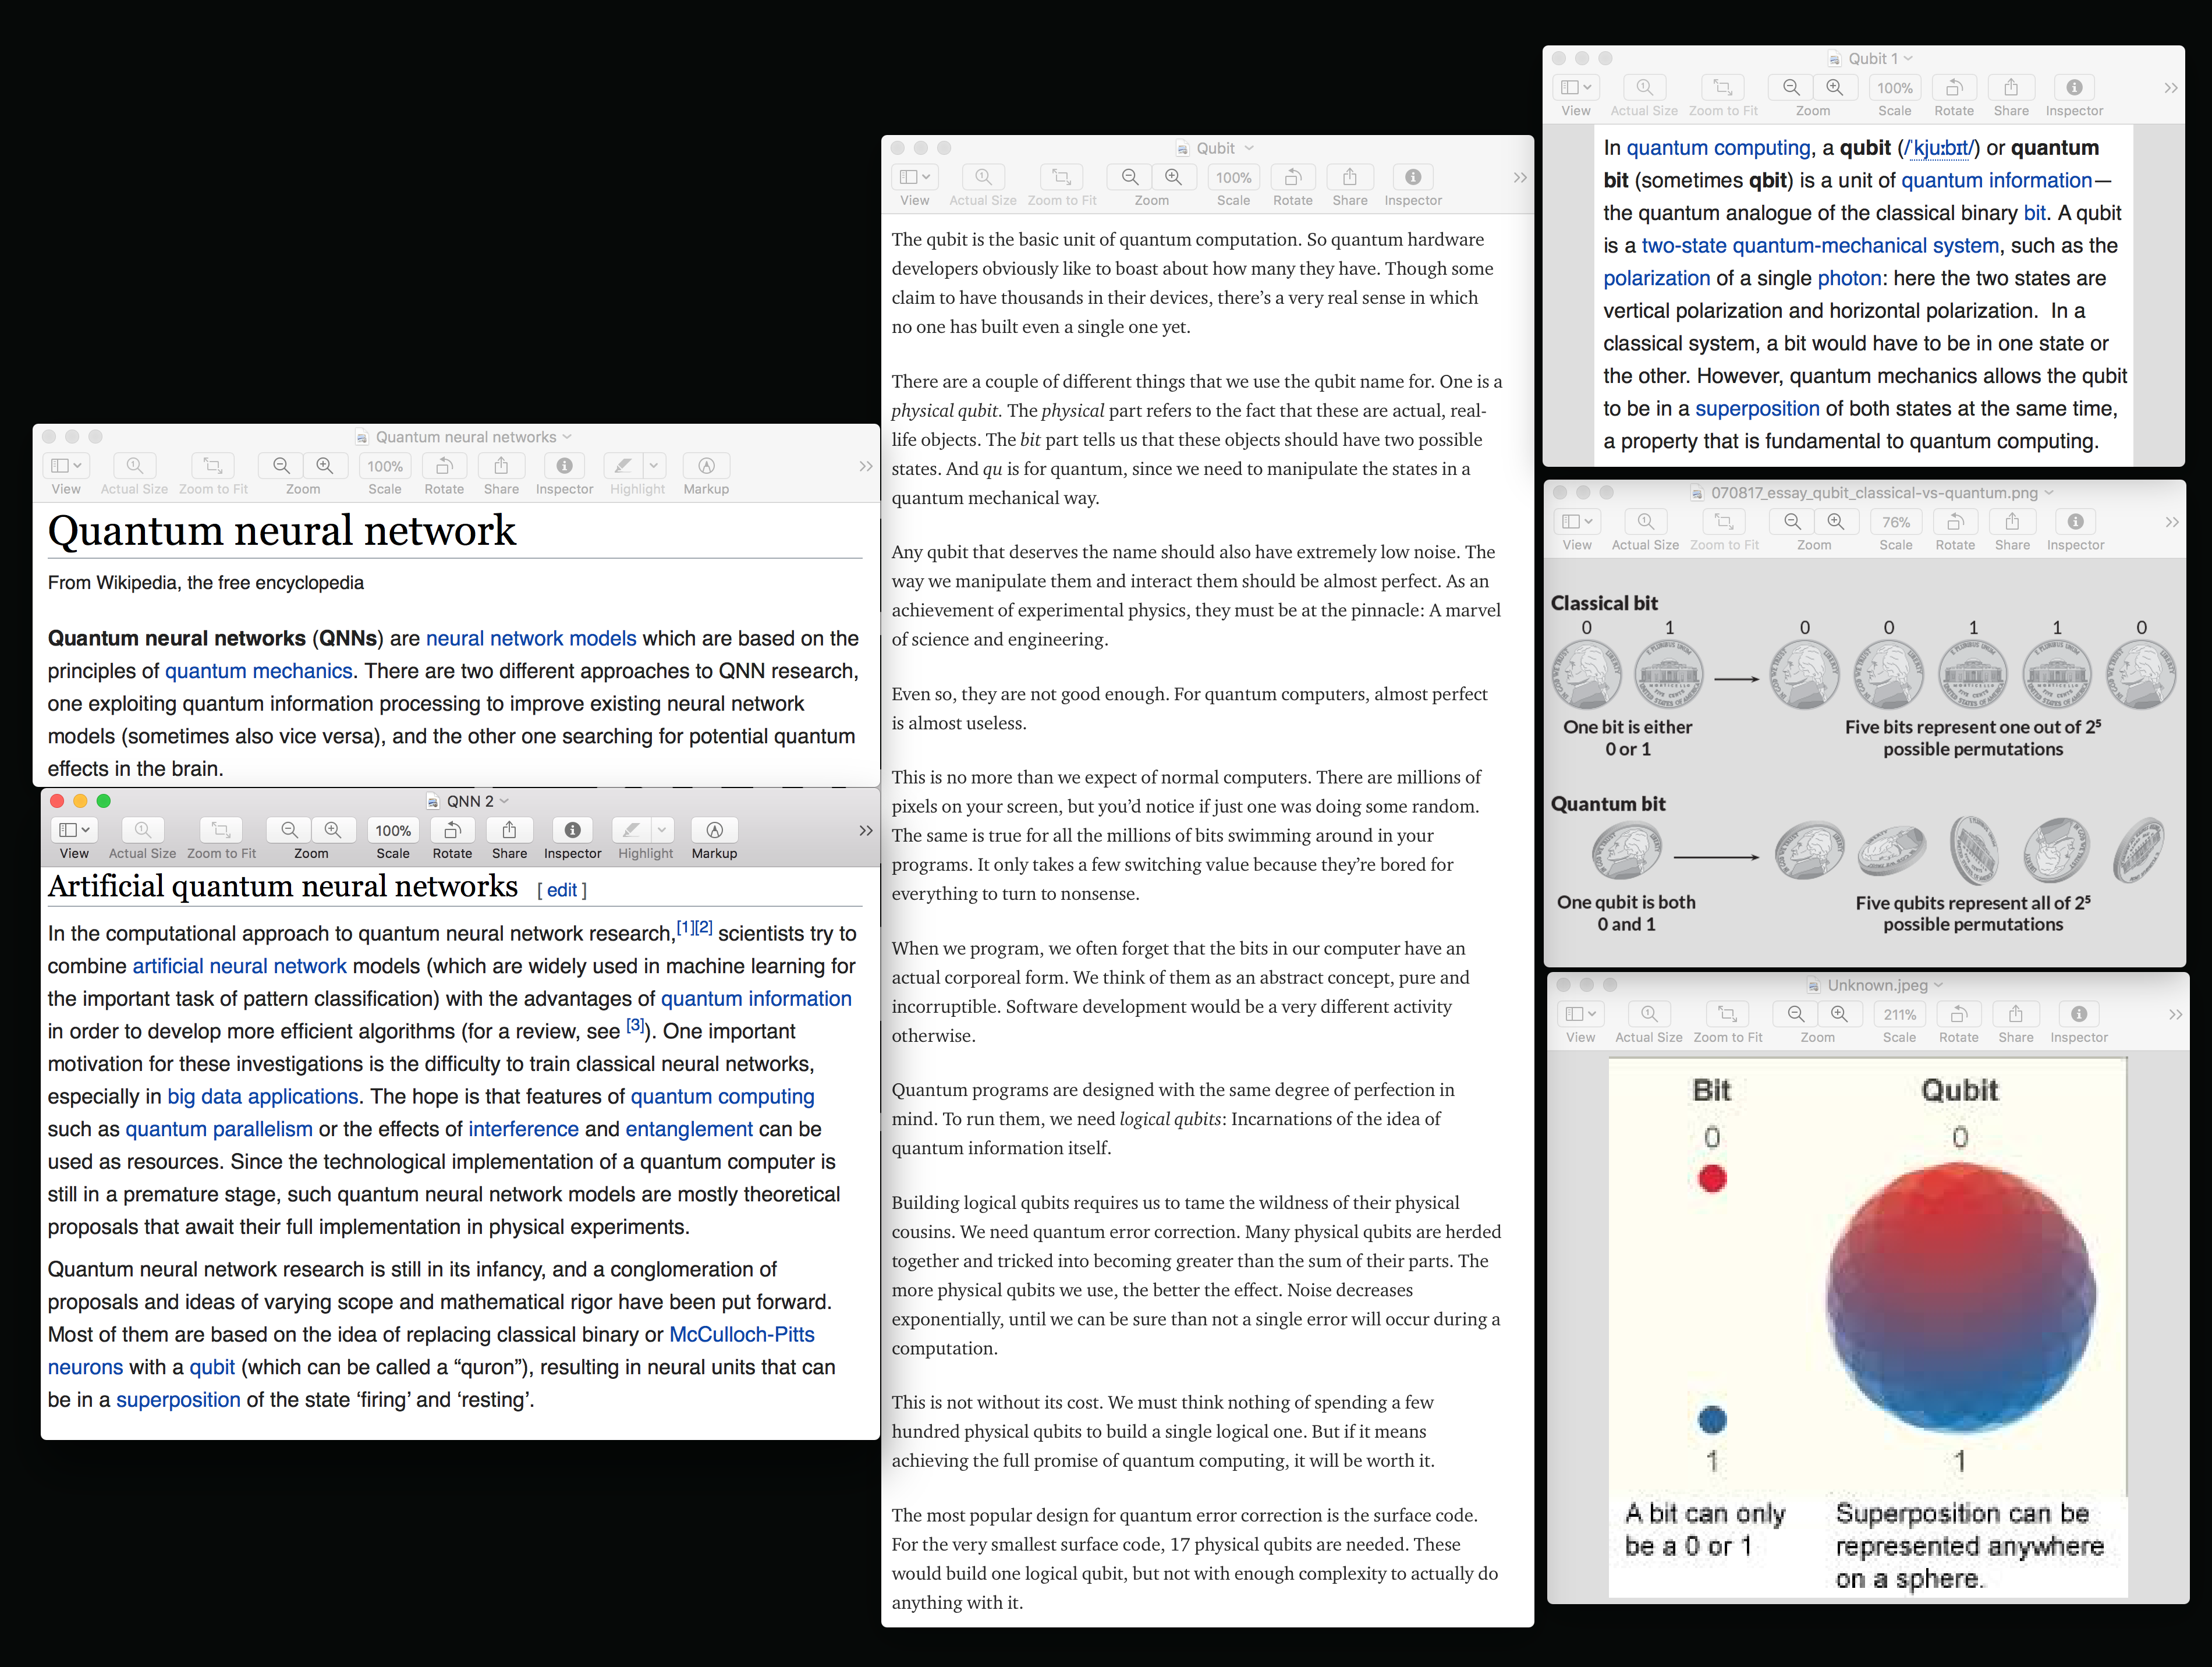 Quantum neural networks
View Actual Size Zoom to Fit Zoom 100% Scale Rotate Share Inspector Highlight Markup
Quantum neural network
From Wikipedia, the free encyclopedia
Quantum neural networks (QNNs) are neural network models which are based on the
principles of quantum mechanics. There are two different approaches to QNN research,
one exploiting quantum information processing to improve existing neural network
models (sometimes also vice versa), and the other one searching for potential quantum
effects in the brain.
QNN 2
View Actual Size Zoom to Fit Zoom 100% Scale Rotate Share Inspector Highlight Markup
Artificial quantum neural networks [ edit ]
In the computational approach to quantum neural network research,[1][2] scientists try to
combine artificial neural network models (which are widely used in machine learning for
the important task of pattern classification) with the advantages of quantum information
in order to develop more efficient algorithms (for a review, see [3]). One important
motivation for these investigations is the difficulty to train classical neural networks,
especially in big data applications. The hope is that features of quantum computing
such as quantum parallelism or the effects of interference and entanglement can be
used as resources. Since the technological implementation of a quantum computer is
still in a premature stage, such quantum neural network models are mostly theoretical
proposals that await their full implementation in physical experiments.
Quantum neural network research is still in its infancy, and a conglomeration of
proposals and ideas of varying scope and mathematical rigor have been put forward.
Most of them are based on the idea of replacing classical binary or McCulloch-Pitts
neurons with a qubit (which can be called a “quron”), resulting in neural units that can
be in a superposition of the state ‘firing’ and ‘resting’.
Qubit
View Actual Size Zoom to Fit Zoom 100% Scale Rotate Share Inspector
The qubit is the basic unit of quantum computation. So quantum hardware
developers obviously like to boast about how many they have. Though some
claim to have thousands in their devices, there’s a very real sense in which
no one has built even a single one yet.
There are a couple of different things that we use the qubit name for. One is a
physical qubit. The physical part refers to the fact that these are actual, real-
life objects. The bit part tells us that these objects should have two possible
states. And qu is for quantum, since we need to manipulate the states in a
quantum mechanical way.
Any qubit that deserves the name should also have extremely low noise. The
way we manipulate them and interact them should be almost perfect. As an
achievement of experimental physics, they must be at the pinnacle: A marvel
of science and engineering.
Even so, they are not good enough. For quantum computers, almost perfect
is almost useless.
This is no more than we expect of normal computers. There are millions of
pixels on your screen, but you’d notice if just one was doing some random.
The same is true for all the millions of bits swimming around in your
programs. It only takes a few switching value because they’re bored for
everything to turn to nonsense.
When we program, we often forget that the bits in our computer have an
actual corporeal form. We think of them as an abstract concept, pure and
incorruptible. Software development would be a very different activity
otherwise.
Quantum programs are designed with the same degree of perfection in
mind. To run them, we need logical qubits: Incarnations of the idea of
quantum information itself.
Building logical qubits requires us to tame the wildness of their physical
cousins. We need quantum error correction. Many physical qubits are herded
together and tricked into becoming greater than the sum of their parts. The
more physical qubits we use, the better the effect. Noise decreases
exponentially, until we can be sure than not a single error will occur during a
computation.
This is not without its cost. We must think nothing of spending a few
hundred physical qubits to build a single logical one. But if it means
achieving the full promise of quantum computing, it will be worth it.
The most popular design for quantum error correction is the surface code.
For the very smallest surface code, 17 physical qubits are needed. These
would build one logical qubit, but not with enough complexity to actually do
anything with it.
Qubit 1
View Actual Size Zoom to Fit Zoom 100% Scale Rotate Share Inspector
In quantum computing, a qubit (/ˈkjuːbɪt/) or quantum
bit (sometimes qbit) is a unit of quantum information—
the quantum analogue of the classical binary bit. A qubit
is a two-state quantum-mechanical system, such as the
polarization of a single photon: here the two states are
vertical polarization and horizontal polarization. In a
classical system, a bit would have to be in one state or
the other. However, quantum mechanics allows the qubit
to be in a superposition of both states at the same time,
a property that is fundamental to quantum computing.
070817_essay_qubit_classical-vs-quantum.png
View Actual Size Zoom to Fit Zoom 76% Scale Rotate Share Inspector
Classical bit
0 1 0 0 1 1 0
One bit is either
0 or 1
Five bits represent one out of 2⁵
possible permutations
Quantum bit
One qubit is both
0 and 1
Five qubits represent all of 2⁵
possible permutations
Unknown.jpeg
View Actual Size Zoom to Fit Zoom 211% Scale Rotate Share Inspector
Bit
0
1
A bit can only
be a 0 or 1
Qubit
0
1
Superposition can be
represented anywhere
on a sphere.